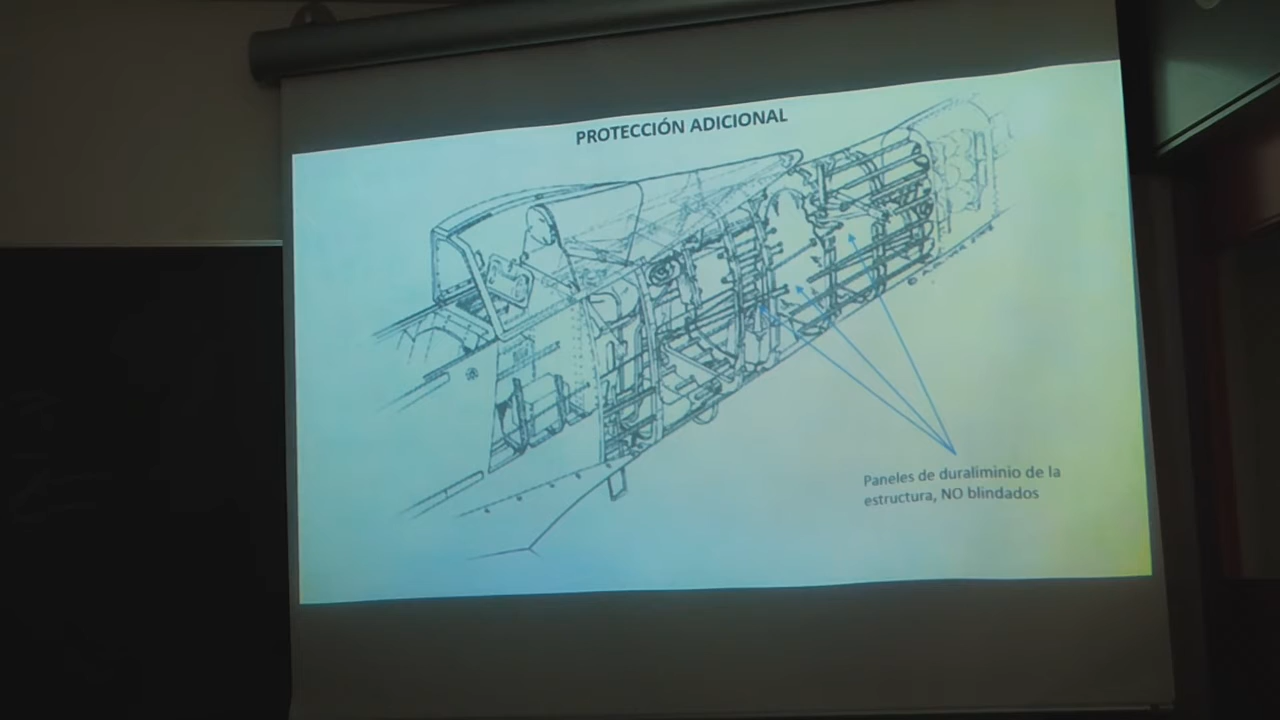 PROTECCIÓN ADICIONAL
Paneles de duraliminio de la
estructura, NO blindados